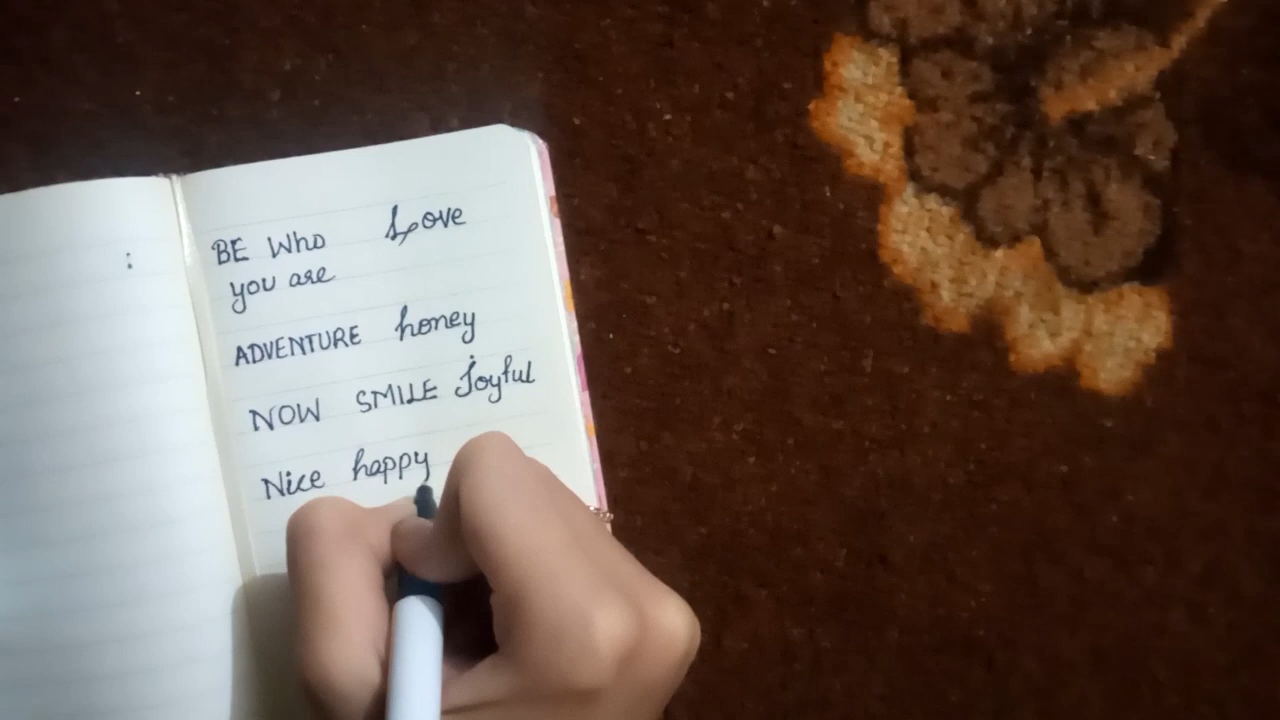 BE Who Love
you are
ADVENTURE honey
NOW SMILE Joyful
Nice happy